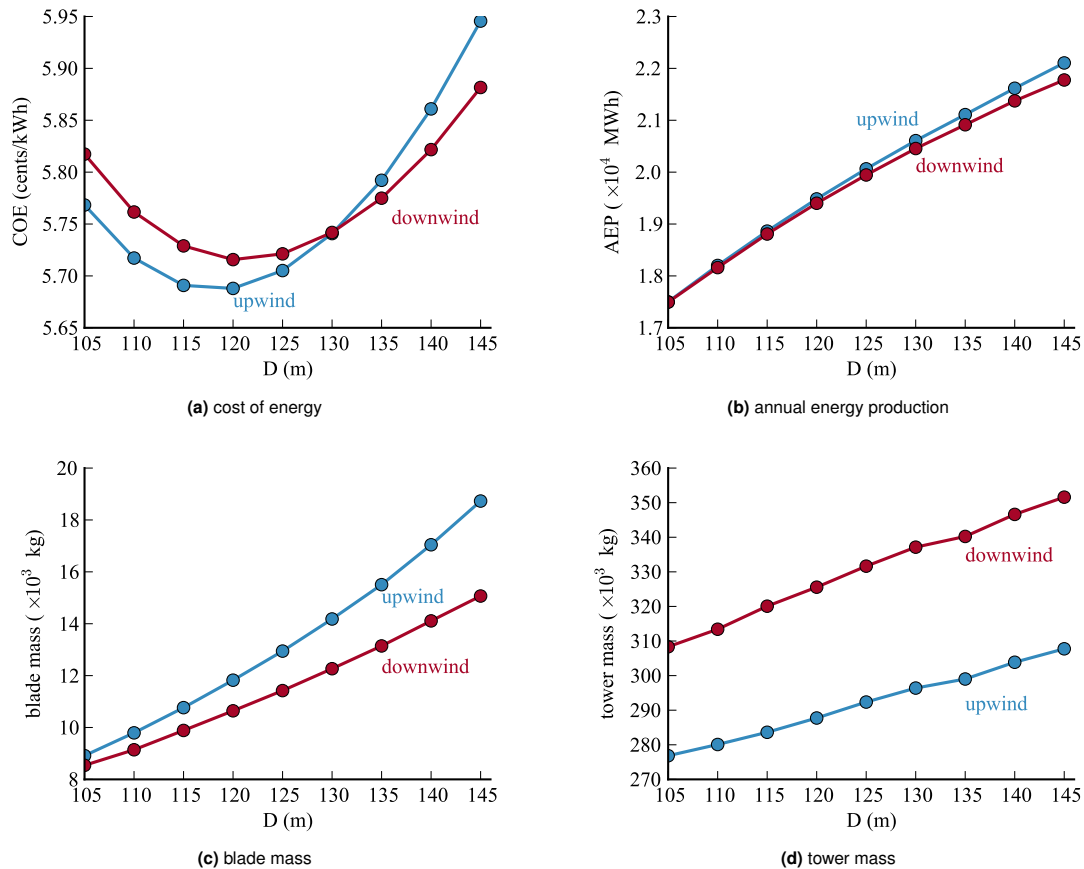 5.95
5.90
5.85
5.80
5.75
5.70
5.65
COE (cents/kWh)
downwind
upwind
105 110 115 120 125 130 135 140 145
D (m)
(a) cost of energy
2.3
2.2
2.1
2.0
1.9
1.8
1.7
AEP ( ×10⁴ MWh)
upwind
downwind
105 110 115 120 125 130 135 140 145
D (m)
(b) annual energy production
20
18
16
14
12
10
8
blade mass ( ×10³ kg)
upwind
downwind
105 110 115 120 125 130 135 140 145
D (m)
(c) blade mass
360
350
340
330
320
310
300
290
280
270
tower mass ( ×10³ kg)
downwind
upwind
105 110 115 120 125 130 135 140 145
D (m)
(d) tower mass